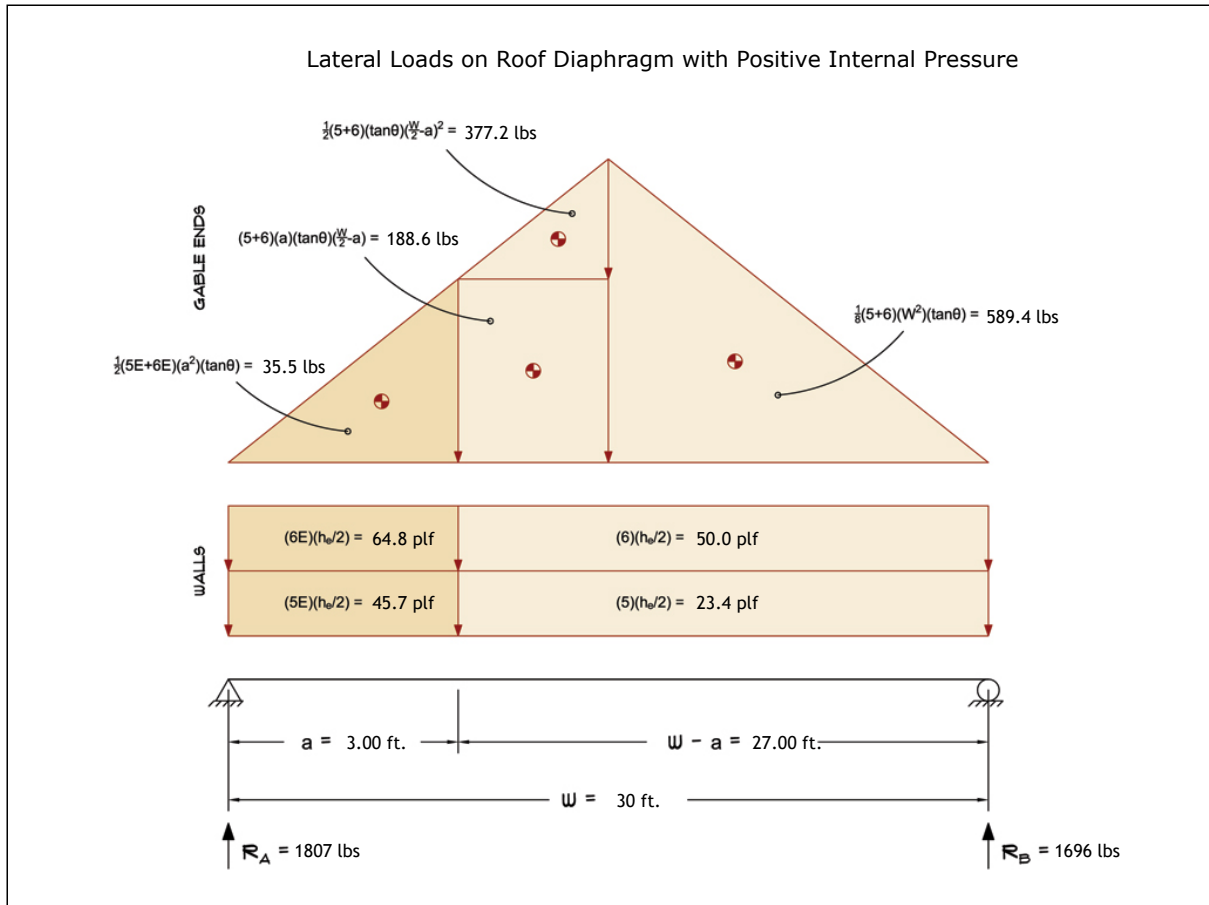 Lateral Loads on Roof Diaphragm with Positive Internal Pressure
½(5+6)(tanθ)(W/2-a)² = 377.2 lbs
GABLE ENDS
(5+6)(a)(tanθ)(W/2-a) = 188.6 lbs
⅛(5+6)(W²)(tanθ) = 589.4 lbs
½(5E+6E)(a²)(tanθ) = 35.5 lbs
WALLS
(6E)(hₑ/2) = 64.8 plf
(6)(hₑ/2) = 50.0 plf
(5E)(hₑ/2) = 45.7 plf
(5)(hₑ/2) = 23.4 plf
a = 3.00 ft.
W - a = 27.00 ft.
W = 30 ft.
R_A = 1807 lbs
R_B = 1696 lbs